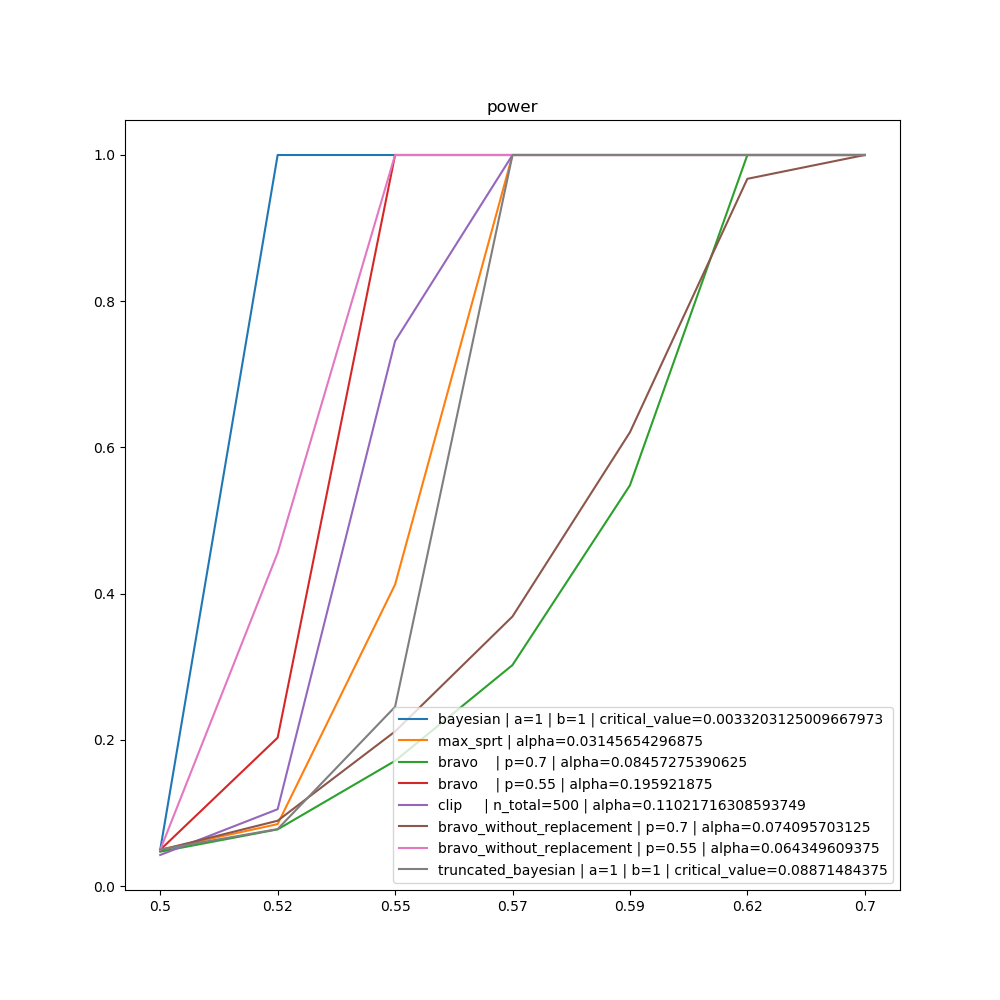 power
1.0
0.8
0.6
0.4
0.2
0.0
bayesian | a=1 | b=1 | critical_value=0.0033203125009667973
max_sprt | alpha=0.03145654296875
bravo    | p=0.7 | alpha=0.08457275390625
bravo    | p=0.55 | alpha=0.195921875
clip     | n_total=500 | alpha=0.11021716308593749
bravo_without_replacement | p=0.7 | alpha=0.074095703125
bravo_without_replacement | p=0.55 | alpha=0.064349609375
truncated_bayesian | a=1 | b=1 | critical_value=0.08871484375
0.5 0.52 0.55 0.57 0.59 0.62 0.7